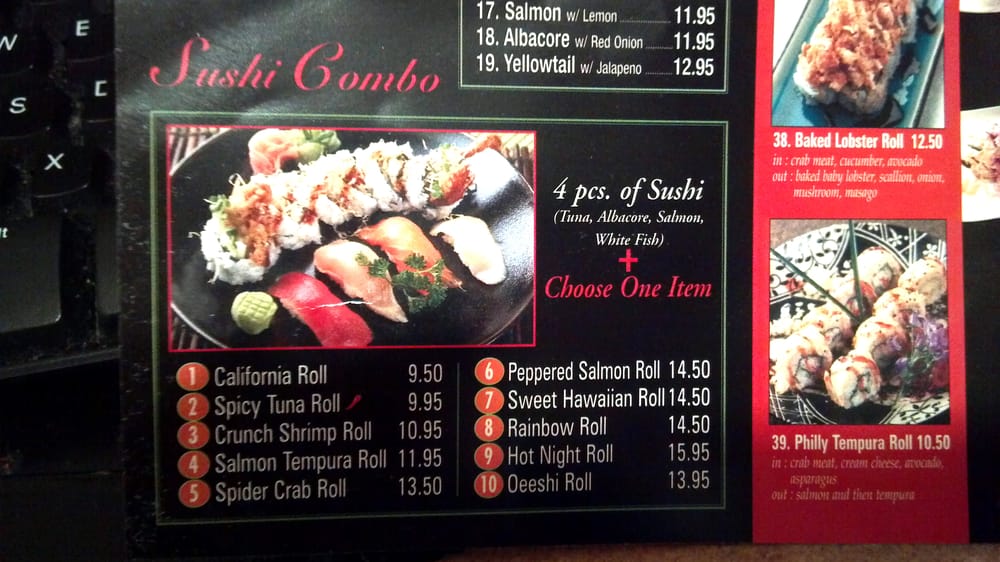 W
E
S
X
17. Salmon w/ Lemon 11.95
18. Albacore w/ Red Onion 11.95
19. Yellowtail w/ Jalapeno 12.95
Sushi Combo
4 pcs. of Sushi
(Tuna, Albacore, Salmon,
White Fish)
+
Choose One Item
1 California Roll 9.50
2 Spicy Tuna Roll 9.95
3 Crunch Shrimp Roll 10.95
4 Salmon Tempura Roll 11.95
5 Spider Crab Roll 13.50
6 Peppered Salmon Roll 14.50
7 Sweet Hawaiian Roll 14.50
8 Rainbow Roll 14.50
9 Hot Night Roll 15.95
10 Oeeshi Roll 13.95
38. Baked Lobster Roll 12.50
in : crab meat, cucumber, avocado
out : baked baby lobster, scallion, onion,
mushroom, masago
39. Philly Tempura Roll 10.50
in : crab meat, cream cheese, avocado,
asparagus
out : salmon and then tempura